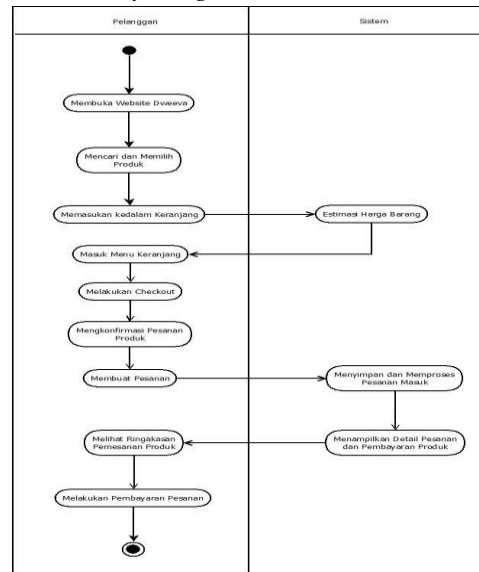 Pelanggan
Sistem
Membuka Website Dweeva
Mencari dan Memilih
Produk
Memasukan kedalam Keranjang
Estimasi Harga Barang
Masuk Menu Keranjang
Melakukan Checkout
Mengkonfirmasi Pesanan
Produk
Membuat Pesanan
Menyimpan dan Memproses
Pesanan Masuk
Menampilkan Detail Pesanan
dan Pembayaran Produk
Melihat Ringakasan
Pemesanan Produk
Melakukan Pembayaran Pesanan